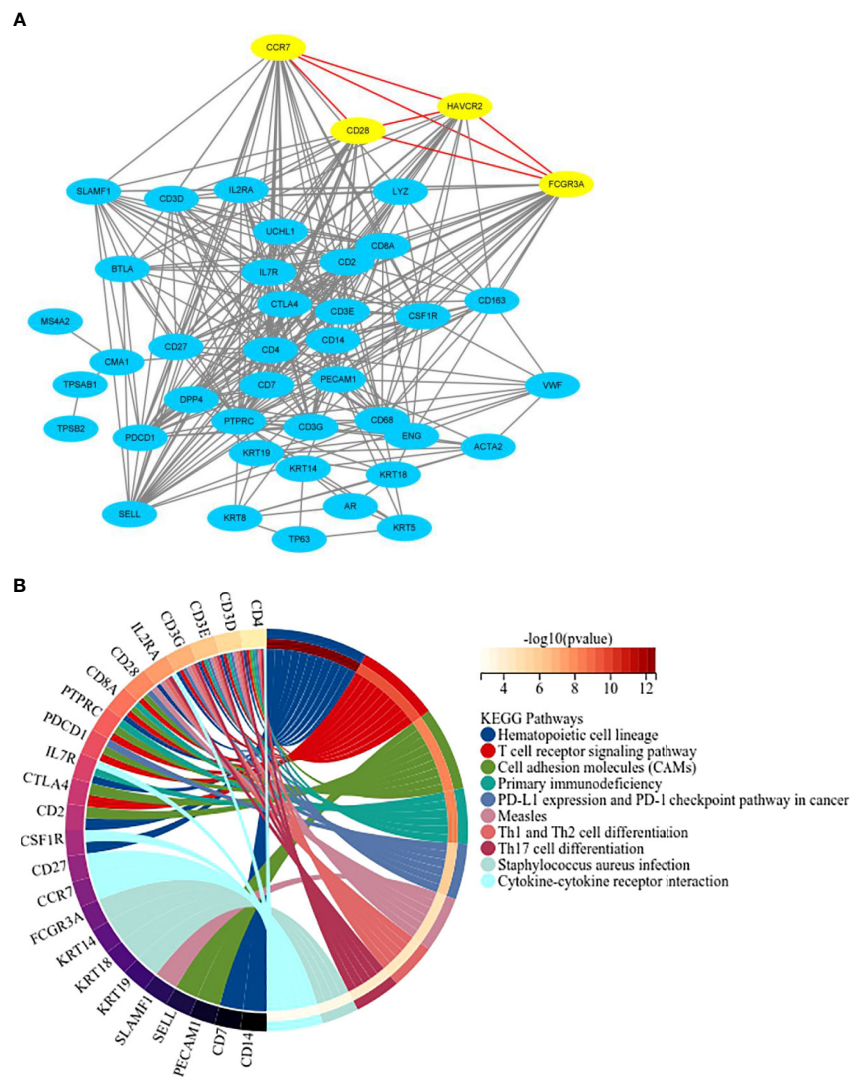 A
CCR7
HAVCR2
CD28
FCGR3A
SLAMF1
CD3D
IL2RA
LYZ
UCHL1
CD8A
CD2
BTLA
IL7R
CTLA4
CD163
CD3E
CSF1R
MS4A2
CD14
CD27
CD4
CMA1
TPSAB1
CD7
PECAM1
VWF
DPP4
TPSB2
PTPRC
CD3G
CD68
PDCD1
ENG
ACTA2
KRT19
KRT14
KRT18
SELL
KRT8
AR
KRT5
TP63
B
CD4
CD3D
CD3E
CD3G
IL2RA
CD28
CD8A
PTPRC
PDCD1
IL7R
CTLA4
CD2
CSF1R
CD27
CCR7
FCGR3A
KRT14
KRT18
KRT19
SLAMF1
SELL
PECAM1
CD7
CD14
-log10(pvalue)
4 6 8 10 12
KEGG Pathways
Hematopoietic cell lineage
T cell receptor signaling pathway
Cell adhesion molecules (CAMs)
Primary immunodeficiency
PD-L1 expression and PD-1 checkpoint pathway in cancer
Measles
Th1 and Th2 cell differentiation
Th17 cell differentiation
Staphylococcus aureus infection
Cytokine-cytokine receptor interaction